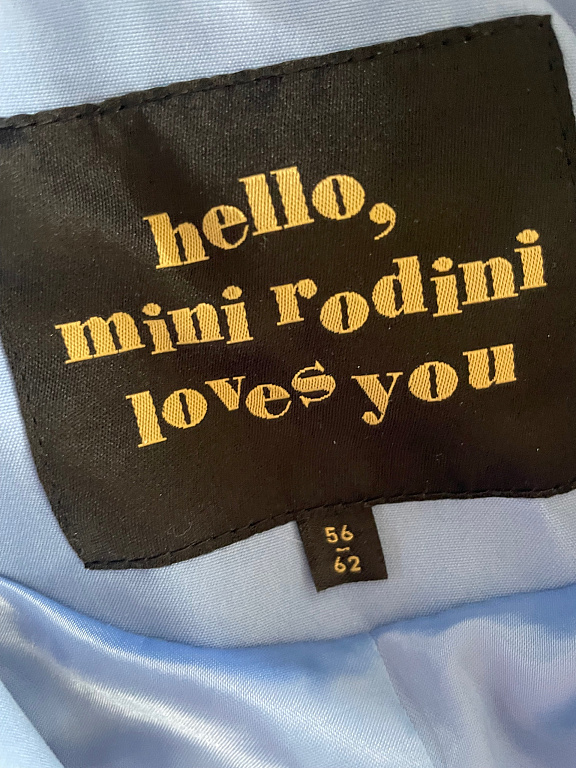 hello,
mini rodini
loves you
56
–
62